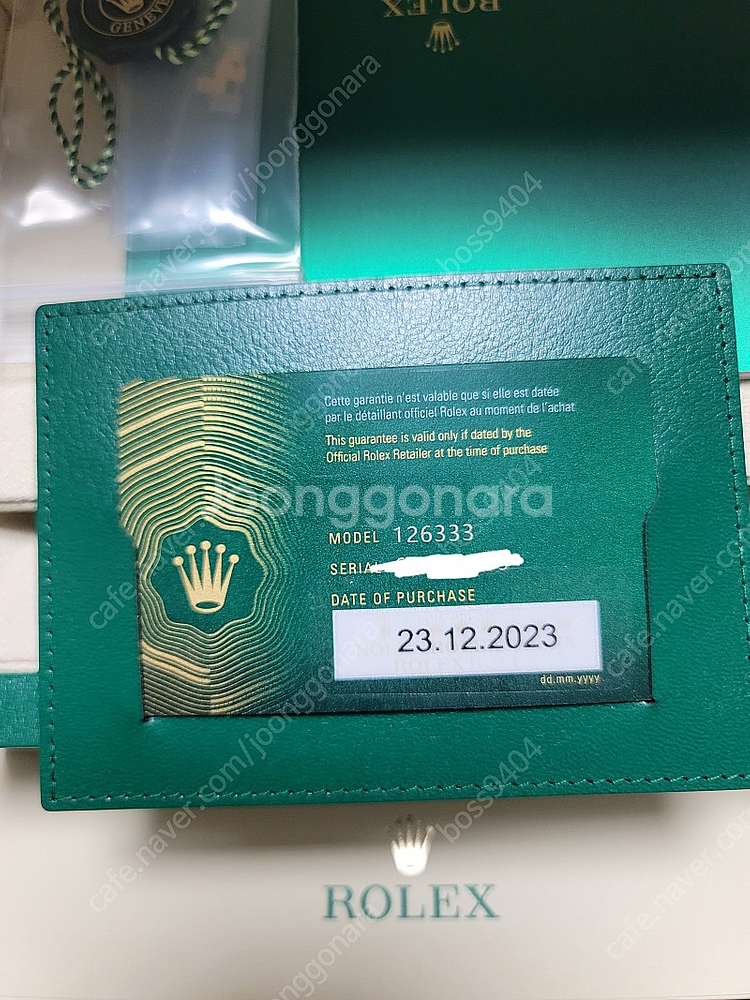 GENEVE
ROLEX
Cette garantie n'est valable que si elle est datée
par le détaillant officiel Rolex au moment de l'achat
This guarantee is valid only if dated by the
Official Rolex Retailer at the time of purchase
joonggonara
MODEL 126333
SERIAL
DATE OF PURCHASE
23.12.2023
dd.mm.yyyy
ROLEX
cafe.naver.com/joonggonara
boss9404